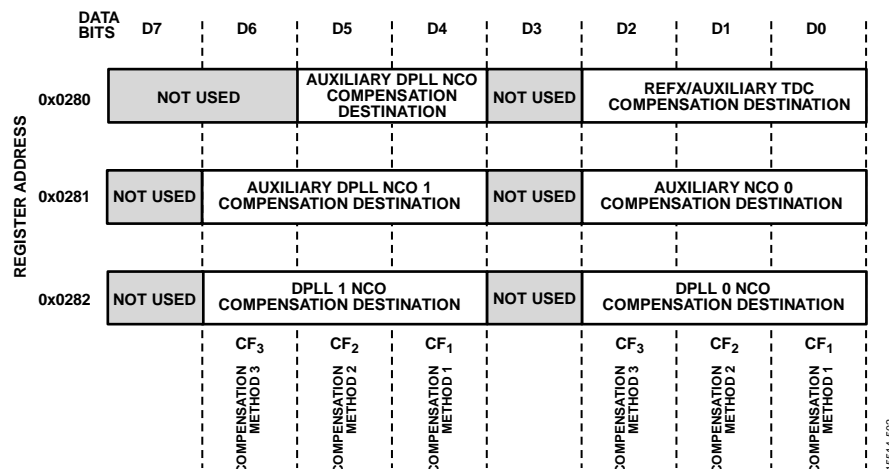 DATA BITS D7 D6 D5 D4 D3 D2 D1 D0
REGISTER ADDRESS
0x0280
NOT USED
AUXILIARY DPLL NCO
COMPENSATION
DESTINATION
NOT USED
REFX/AUXILIARY TDC
COMPENSATION DESTINATION
0x0281
NOT USED
AUXILIARY DPLL NCO 1
COMPENSATION DESTINATION
NOT USED
AUXILIARY NCO 0
COMPENSATION DESTINATION
0x0282
NOT USED
DPLL 1 NCO
COMPENSATION DESTINATION
NOT USED
DPLL 0 NCO
COMPENSATION DESTINATION
CF3 CF2 CF1 CF3 CF2 CF1
COMPENSATION
METHOD 3
COMPENSATION
METHOD 2
COMPENSATION
METHOD 1
COMPENSATION
METHOD 3
COMPENSATION
METHOD 2
COMPENSATION
METHOD 1